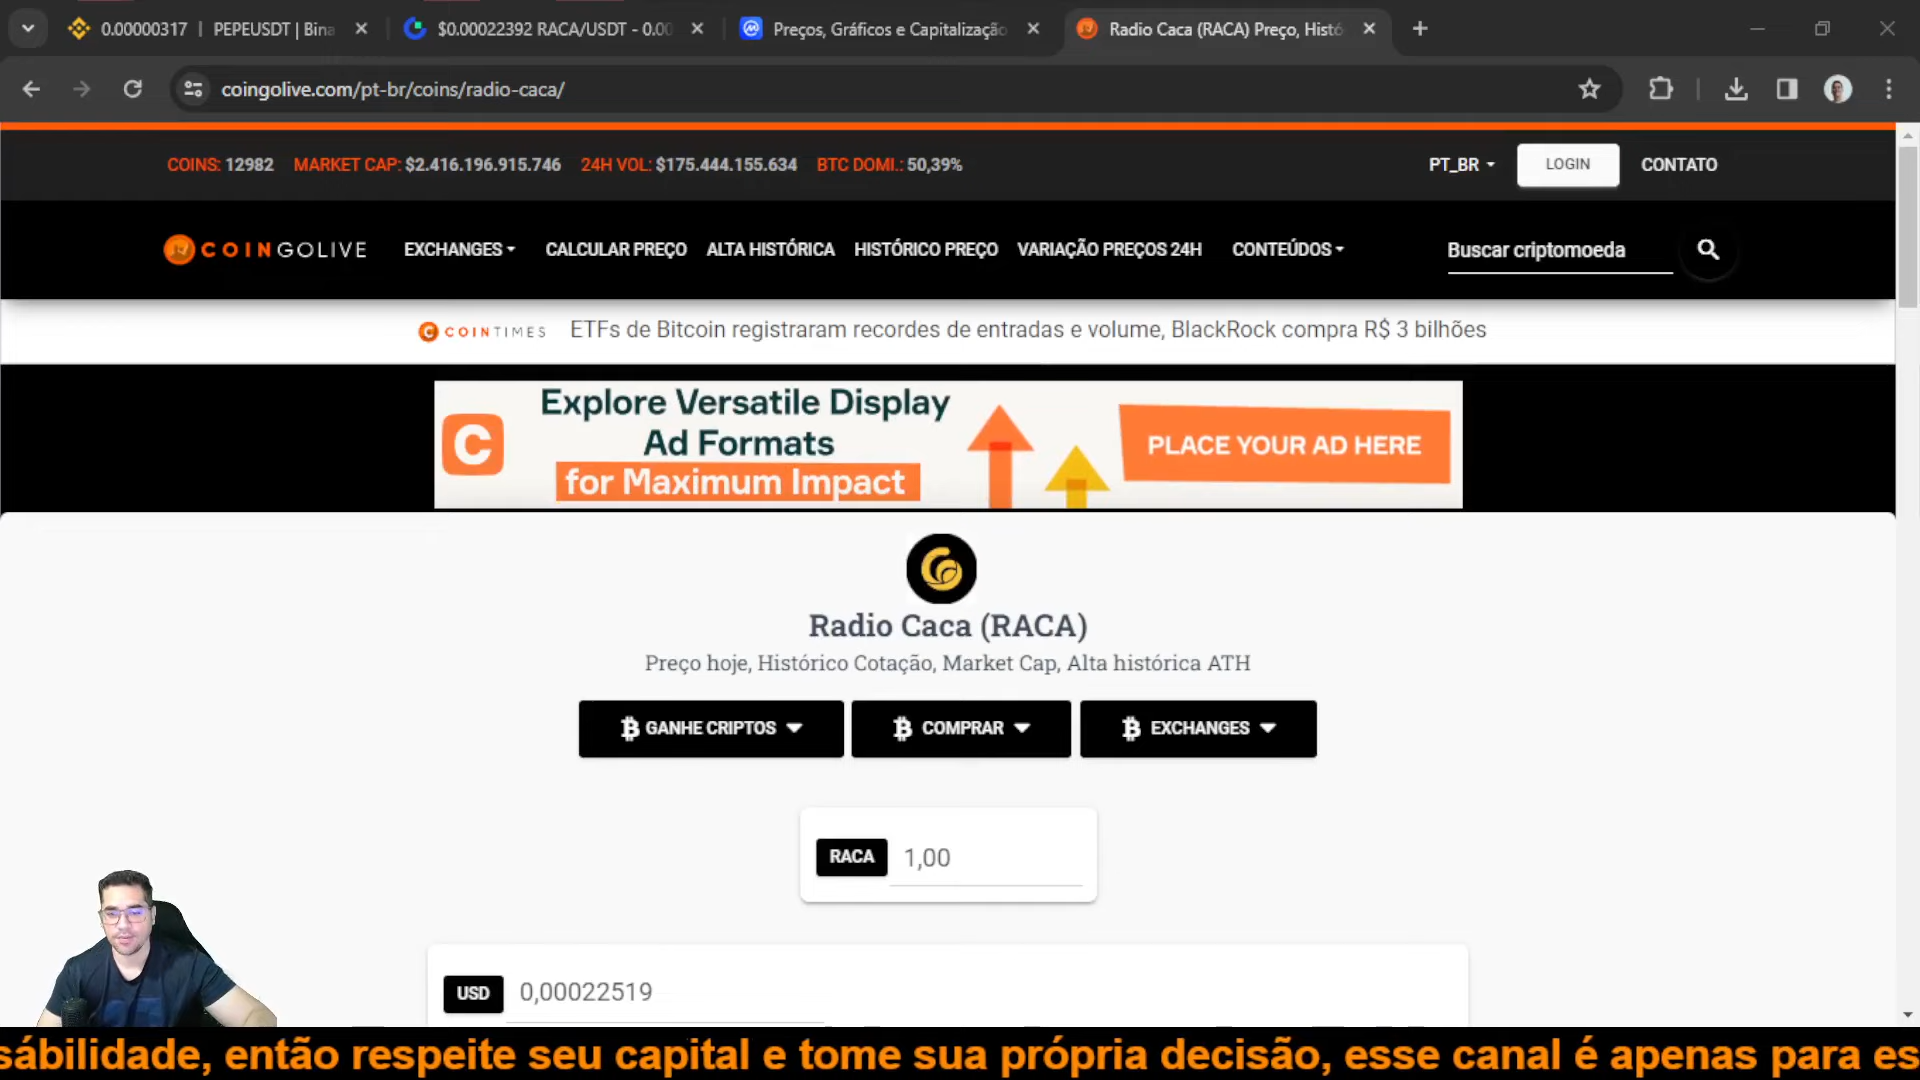 0.00000317 | PEPEUSDT | Bina
$0.00022392 RACA/USDT - 0.00
Preços, Gráficos e Capitalização
Radio Caca (RACA) Preço, Histó
coingolive.com/pt-br/coins/radio-caca/
COINS: 12982 MARKET CAP: $2.416.196.915.746 24H VOL: $175.444.155.634 BTC DOMI.: 50,39%
PT_BR LOGIN CONTATO
COINGOLIVE EXCHANGES CALCULAR PREÇO ALTA HISTÓRICA HISTÓRICO PREÇO VARIAÇÃO PREÇOS 24H CONTEÚDOS Buscar criptomoeda
COINTIMES ETFs de Bitcoin registraram recordes de entradas e volume, BlackRock compra R$ 3 bilhões
C
Explore Versatile Display
Ad Formats
for Maximum Impact
PLACE YOUR AD HERE
Radio Caca (RACA)
Preço hoje, Histórico Cotação, Market Cap, Alta histórica ATH
GANHE CRIPTOS COMPRAR EXCHANGES
RACA 1,00
USD 0,00022519
sábilidade, então respeite seu capital e tome sua própria decisão, esse canal é apenas para es